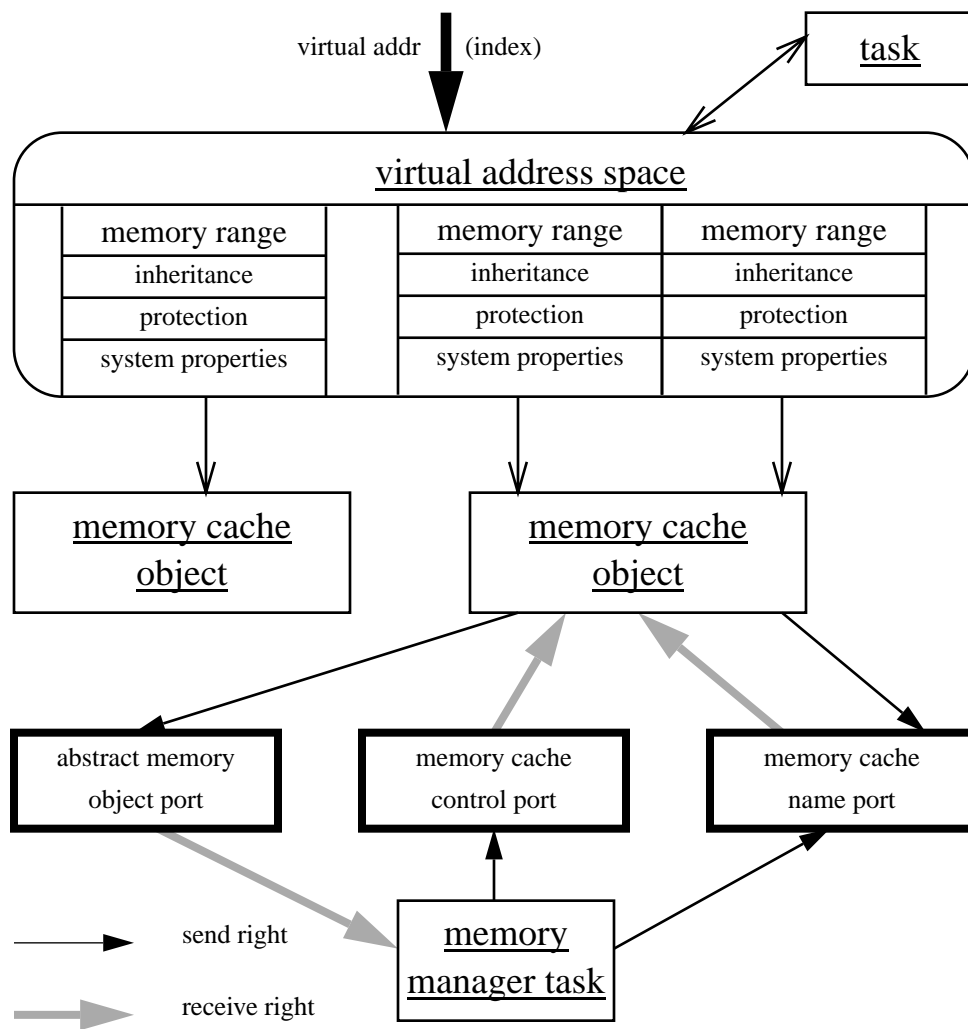 virtual addr (index)
task
virtual address space
memory range memory range memory range
inheritance inheritance inheritance
protection protection protection
system properties system properties system properties
memory cache
object
memory cache
object
abstract memory
object port
memory cache
control port
memory cache
name port
send right
receive right
memory
manager task